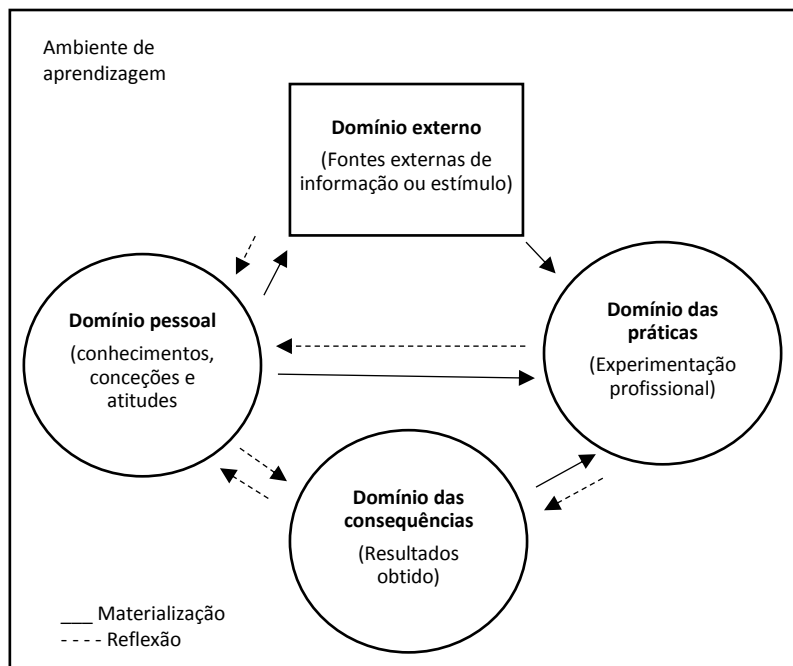 Ambiente de
aprendizagem
Domínio externo
(Fontes externas de
informação ou estímulo)
Domínio pessoal
(conhecimentos,
conceções e
atitudes
Domínio das
práticas
(Experimentação
profissional)
Domínio das
consequências
(Resultados
obtido)
___ Materialização
- - - - Reflexão